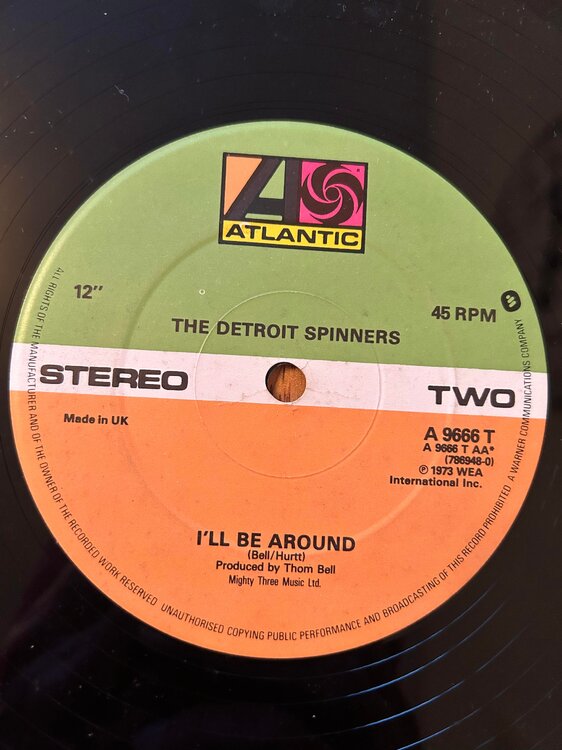 ATLANTIC
12"
45 RPM
THE DETROIT SPINNERS
STEREO
TWO
Made in UK
A 9666 T
A 9666 T AA*
(786948-0)
℗ 1973 WEA
International Inc.
I'LL BE AROUND
(Bell/Hurtt)
Produced by Thom Bell
Mighty Three Music Ltd.
ALL RIGHTS OF THE MANUFACTURER AND OF THE OWNER OF THE RECORDED WORK RESERVED UNAUTHORISED COPYING PUBLIC PERFORMANCE AND BROADCASTING OF THIS RECORD PROHIBITED A WARNER COMMUNICATIONS COMPANY